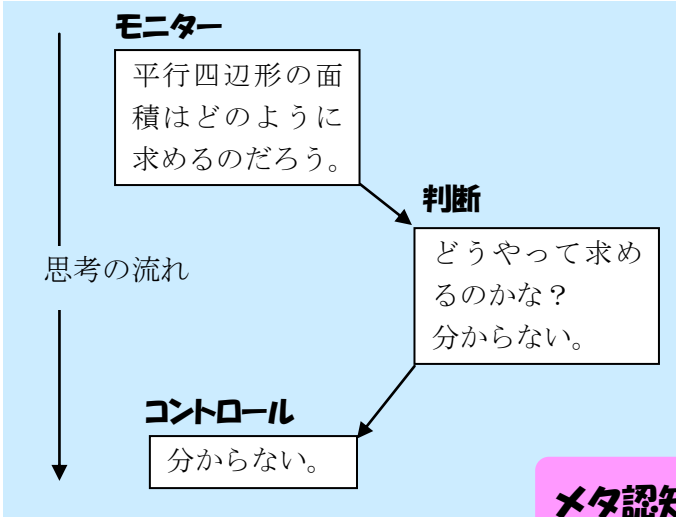 モニター
平行四辺形の面
積はどのように
求めるのだろう。
判断
どうやって求め
るのかな？
分からない。
思考の流れ
コントロール
分からない。
メタ認知